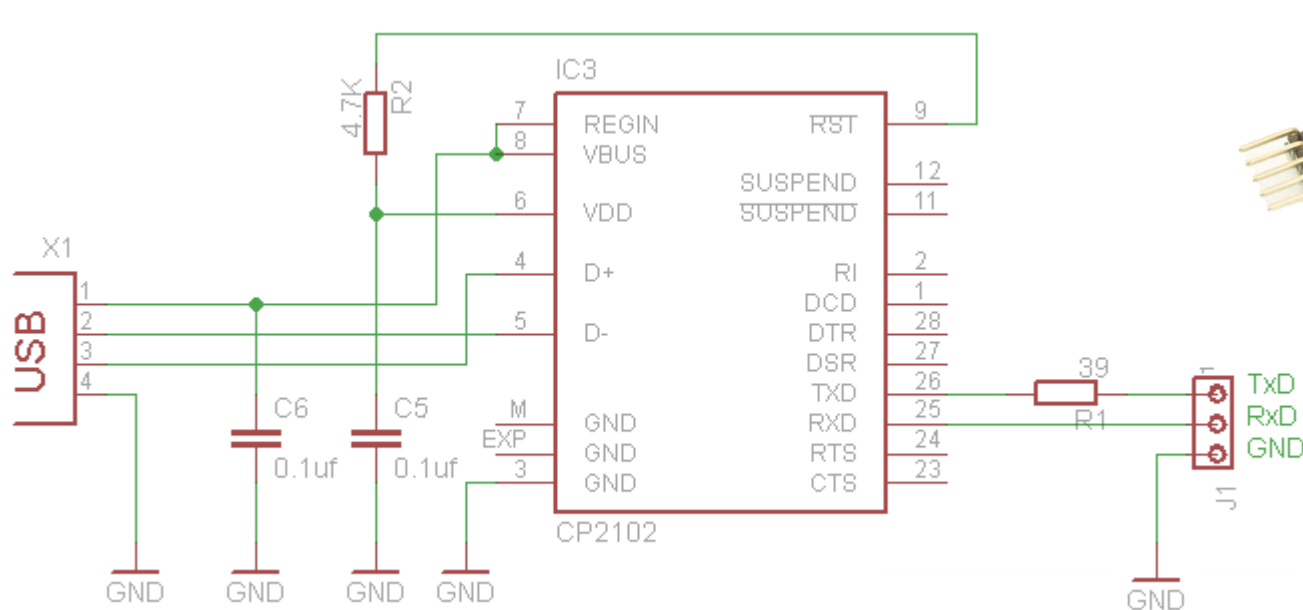 IC3
4.7K
R2
7 REGIN
8 VBUS
6 VDD
4 D+
5 D-
M GND
EXP GND
3 GND
RST 9
SUSPEND 12
SUSPEND 11
RI 2
DCD 1
DTR 28
DSR 27
TXD 26
RXD 25
RTS 24
CTS 23
CP2102
X1
USB
1
2
3
4
C6
0.1uf
C5
0.1uf
39
R1
1
TxD
RxD
GND
J1
GND
GND
GND
GND
GND